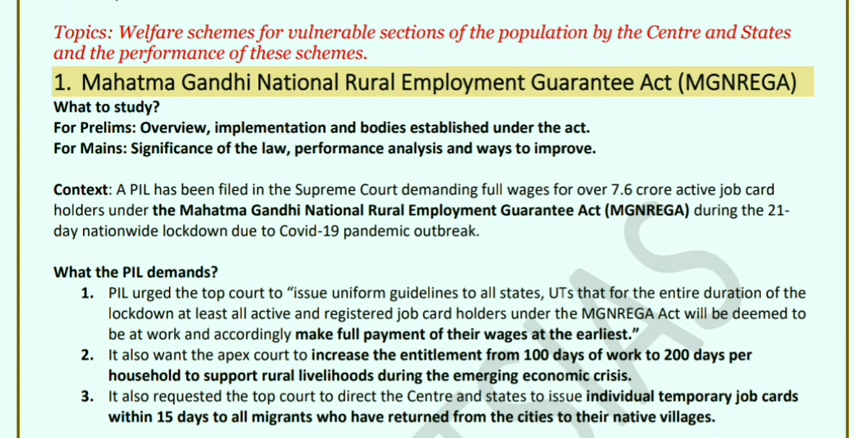 Topics: Welfare schemes for vulnerable sections of the population by the Centre and States
and the performance of these schemes.
1. Mahatma Gandhi National Rural Employment Guarantee Act (MGNREGA)
What to study?
For Prelims: Overview, implementation and bodies established under the act.
For Mains: Significance of the law, performance analysis and ways to improve.
Context: A PIL has been filed in the Supreme Court demanding full wages for over 7.6 crore active job card
holders under the Mahatma Gandhi National Rural Employment Guarantee Act (MGNREGA) during the 21-
day nationwide lockdown due to Covid-19 pandemic outbreak.
What the PIL demands?
1. PIL urged the top court to “issue uniform guidelines to all states, UTs that for the entire duration of the
lockdown at least all active and registered job card holders under the MGNREGA Act will be deemed to
be at work and accordingly make full payment of their wages at the earliest.”
2. It also want the apex court to increase the entitlement from 100 days of work to 200 days per
household to support rural livelihoods during the emerging economic crisis.
3. It also requested the top court to direct the Centre and states to issue individual temporary job cards
within 15 days to all migrants who have returned from the cities to their native villages.